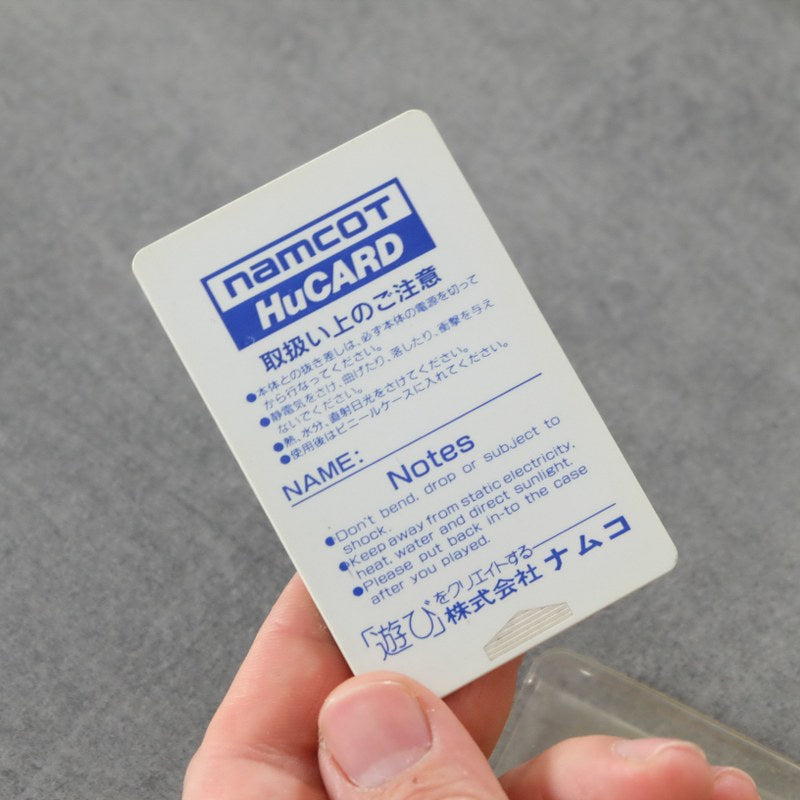 namcot
HuCARD
取扱い上のご注意
●本体との抜き差しは、必ず本体の電源を切って
から行なってください。
●静電気をさけ、曲げたり、落したり、衝撃を与え
ないでください。
●熱、水分、直射日光をさけてください。
●使用後はビニールケースに入れてください。
NAME:
Notes
●Don't bend, drop or subject to
shock.
●Keep away from static electricity,
heat, water and direct sunlight.
●Please put back in-to the case
after you played.
「遊び」をクリエイトする
株式会社ナムコ